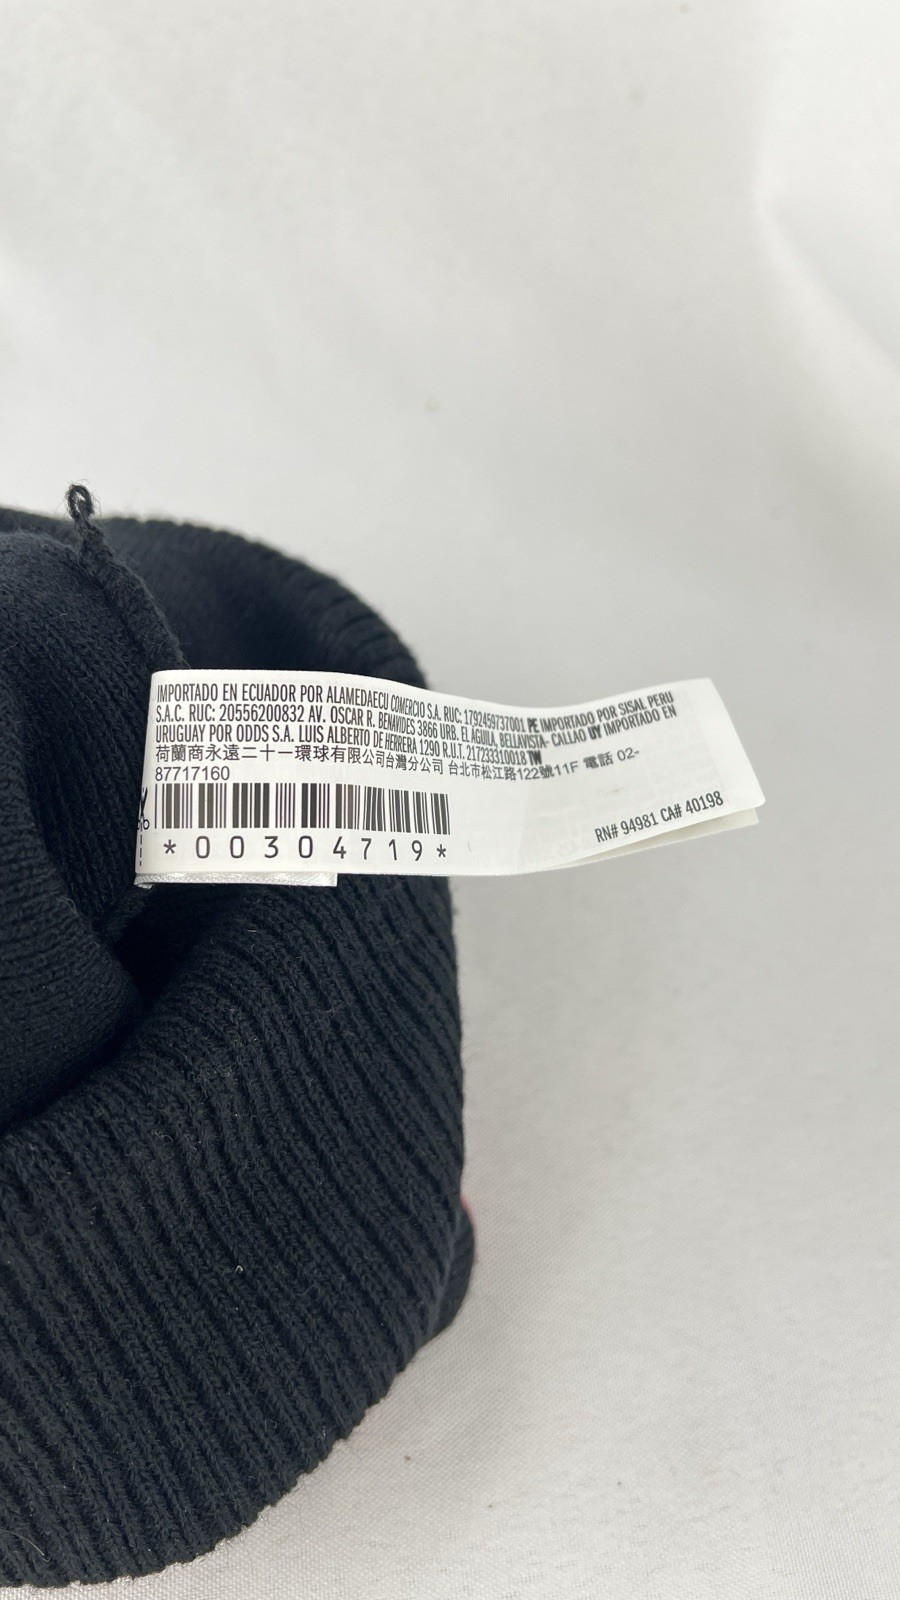 IMPORTADO EN ECUADOR POR ALAMEDAECU COMERCIO S.A. RUC: 1792459737001 PE IMPORTADO POR SISAL PERU
S.A.C. RUC: 20556200832 AV. OSCAR R. BENAVIDES 3866 URB. EL AGUILA, BELLAVISTA- CALLAO UY IMPORTADO EN
URUGUAY POR ODDS S.A. LUIS ALBERTO DE HERRERA 1290 R.U.T. 217233310018 TW
荷蘭商永遠二十一環球有限公司台灣分公司 台北市松江路122號11F 電話 02-
87717160
*00304719*
RN# 94981 CA# 40198